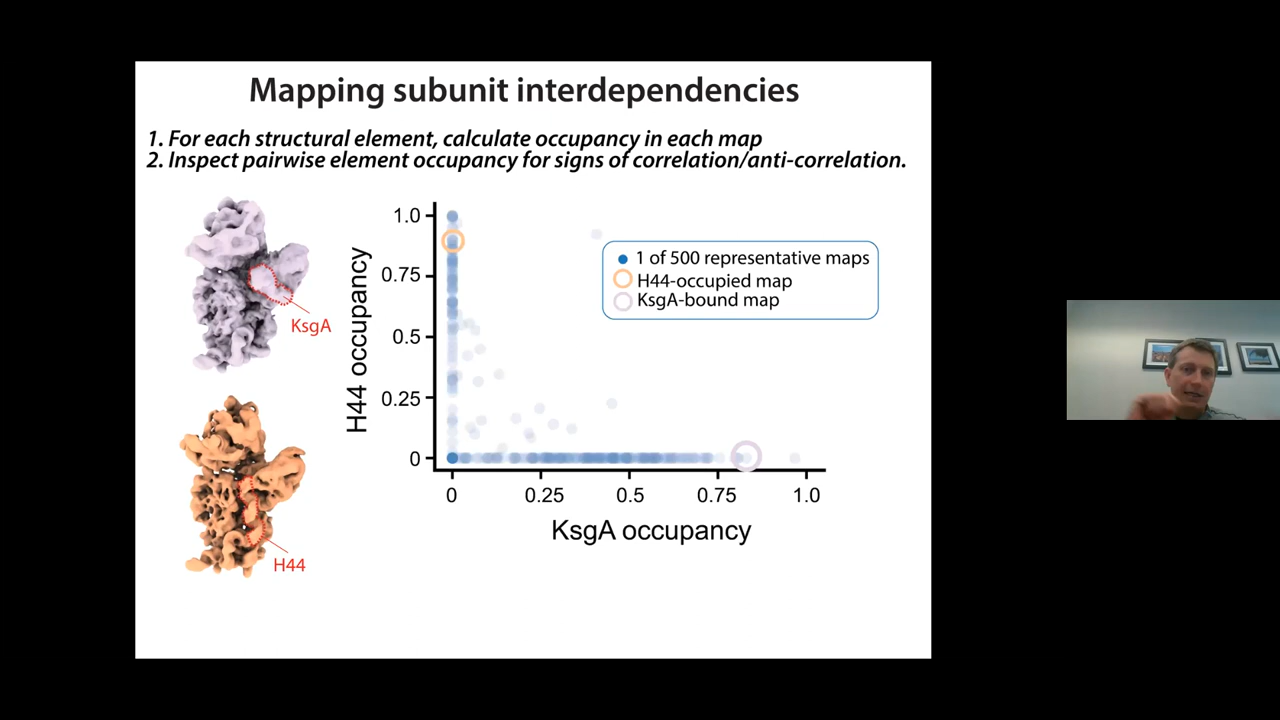 Mapping subunit interdependencies
1. For each structural element, calculate occupancy in each map
2. Inspect pairwise element occupancy for signs of correlation/anti-correlation.
KsgA
H44
H44 occupancy
1.0
0.75
0.5
0.25
0
1 of 500 representative maps
H44-occupied map
KsgA-bound map
0 0.25 0.5 0.75 1.0
KsgA occupancy